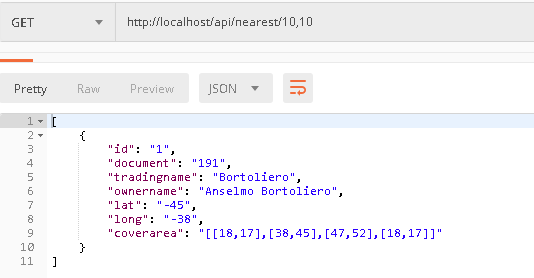 GET http://localhost/api/nearest/10,10
Pretty Raw Preview JSON
1 [
2 {
3 "id": "1",
4 "document": "191",
5 "tradingname": "Bortoliero",
6 "ownername": "Anselmo Bortoliero",
7 "lat": "-45",
8 "long": "-38",
9 "coverarea": "[[18,17],[38,45],[47,52],[18,17]]"
10 }
11 ]